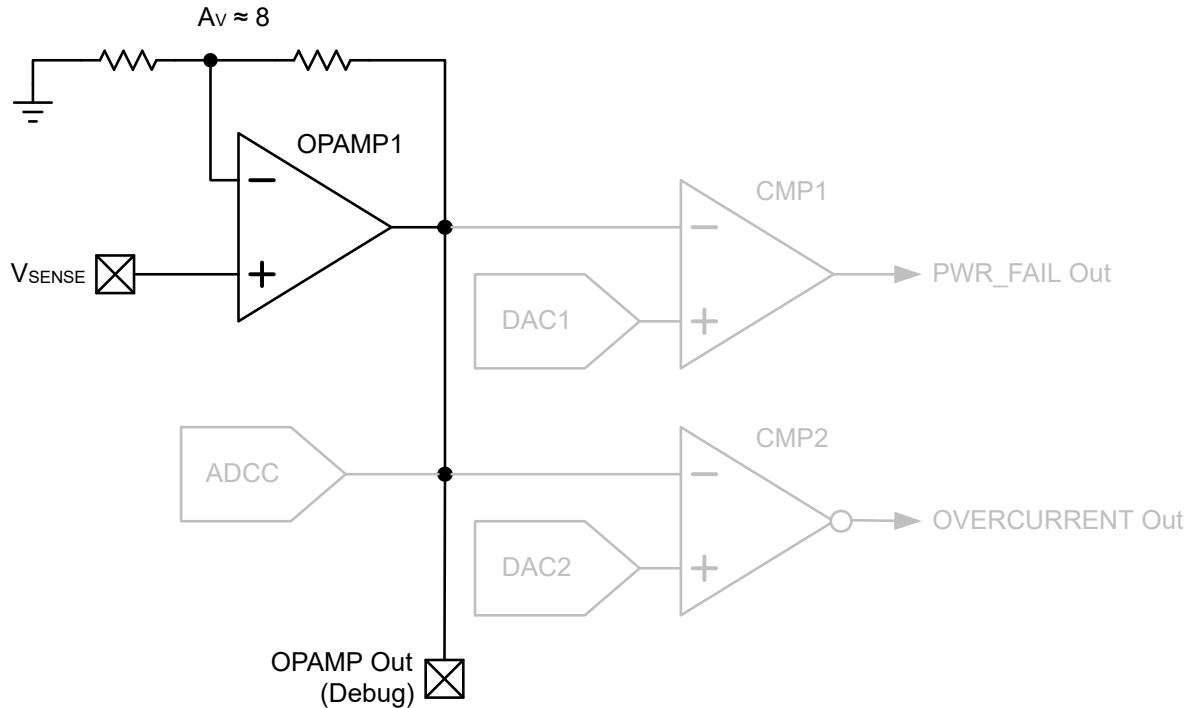 AV ≈ 8
OPAMP1
CMP1
VSENSE
PWR_FAIL Out
DAC1
CMP2
ADCC
OVERCURRENT Out
DAC2
OPAMP Out
(Debug)